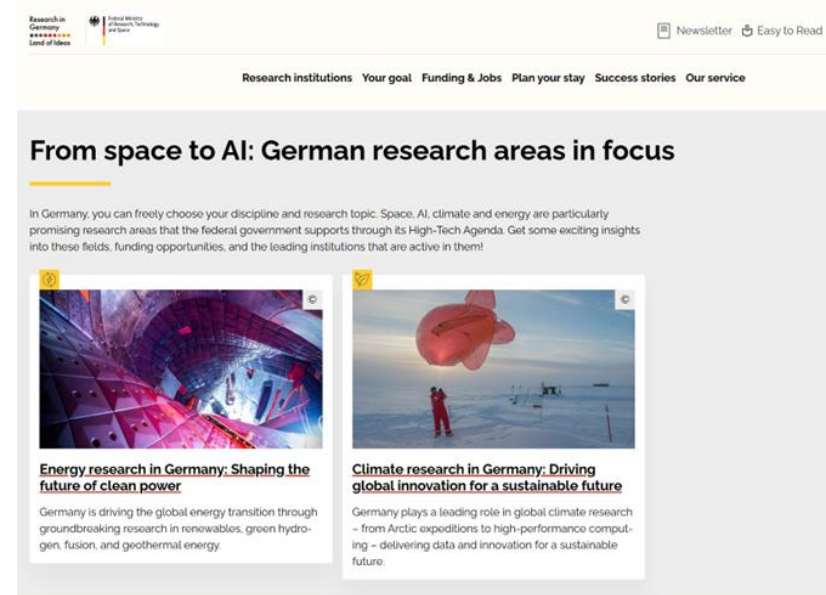 Research in
Germany
Land of Ideas
Federal Ministry
of Research, Technology
and Space
Newsletter
Easy to Read
Research institutions Your goal Funding & Jobs Plan your stay Success stories Our service
From space to AI: German research areas in focus
In Germany, you can freely choose your discipline and research topic. Space, AI, climate and energy are particularly
promising research areas that the federal government supports through its High-Tech Agenda. Get some exciting insights
into these fields, funding opportunities, and the leading institutions that are active in them!
©
Energy research in Germany: Shaping the
future of clean power
Germany is driving the global energy transition through
groundbreaking research in renewables, green hydro-
gen, fusion, and geothermal energy.
©
Climate research in Germany: Driving
global innovation for a sustainable future
Germany plays a leading role in global climate research
– from Arctic expeditions to high-performance comput-
ing – delivering data and innovation for a sustainable
future.